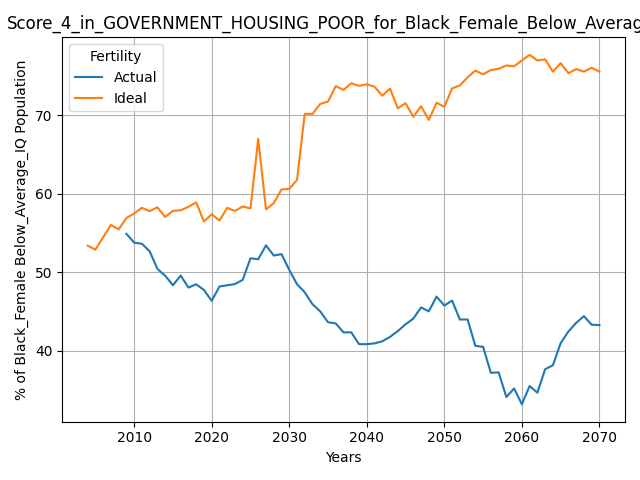 Score_4_in_GOVERNMENT_HOUSING_POOR_for_Black_Female_Below_Averag
Fertility
Actual
Ideal
% of Black_Female Below_Average_IQ Population
70
60
50
40
2010 2020 2030 2040 2050 2060 2070
Years